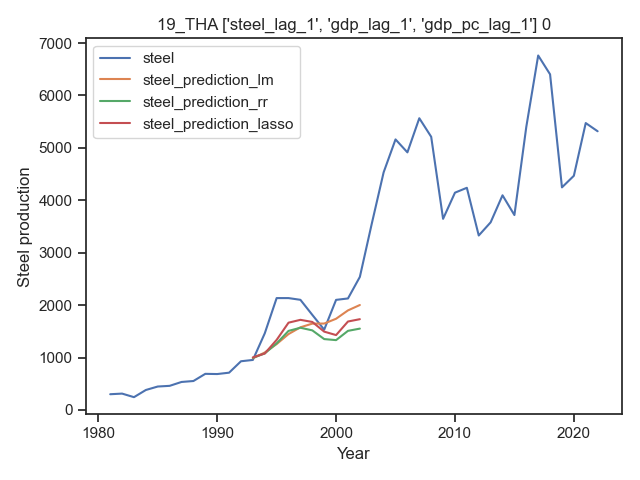 19_THA ['steel_lag_1', 'gdp_lag_1', 'gdp_pc_lag_1'] 0
steel
steel_prediction_lm
steel_prediction_rr
steel_prediction_lasso
Steel production
7000
6000
5000
4000
3000
2000
1000
0
1980
1990
2000
2010
2020
Year